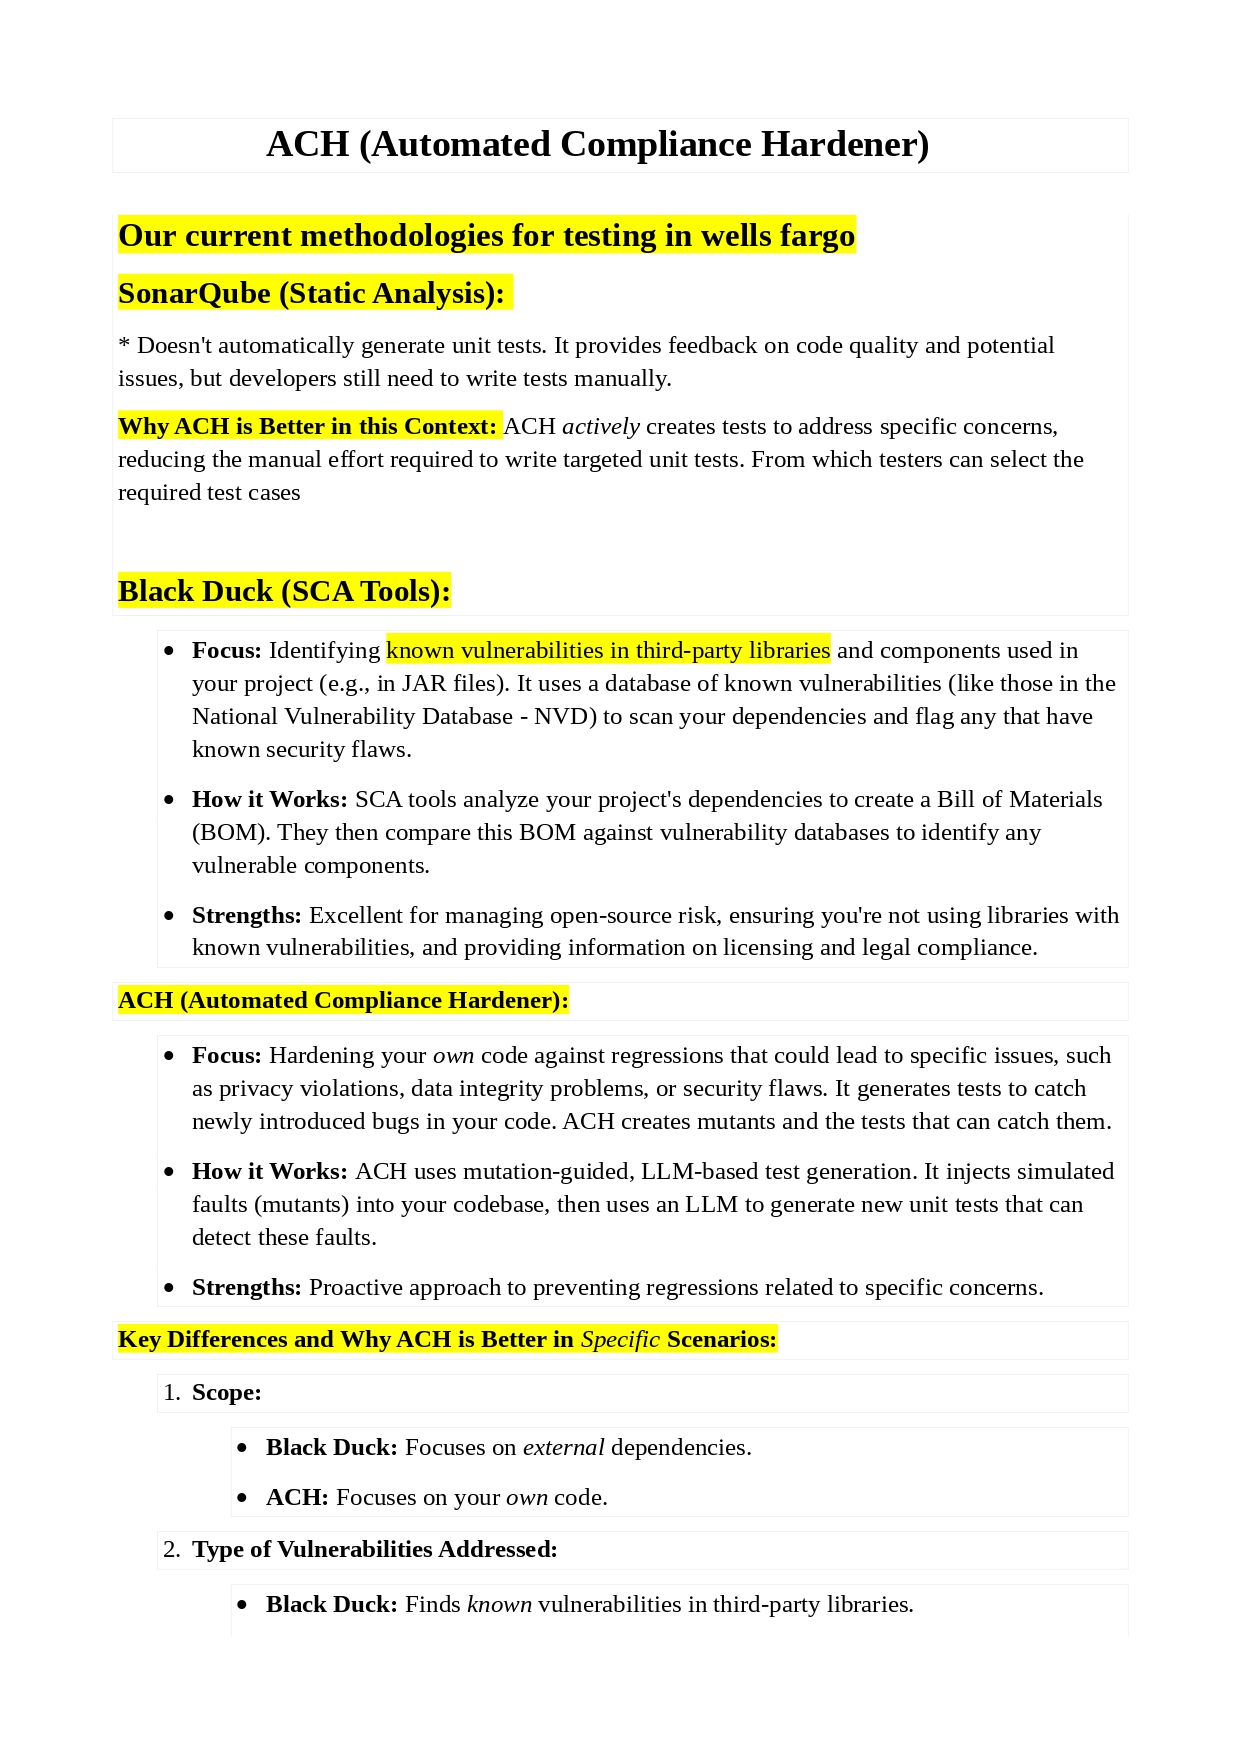 ACH (Automated Compliance Hardener)
Our current methodologies for testing in wells fargo
SonarQube (Static Analysis):
* Doesn't automatically generate unit tests. It provides feedback on code quality and potential
issues, but developers still need to write tests manually.
Why ACH is Better in this Context: ACH actively creates tests to address specific concerns,
reducing the manual effort required to write targeted unit tests. From which testers can select the
required test cases
Black Duck (SCA Tools):
• Focus: Identifying known vulnerabilities in third-party libraries and components used in
your project (e.g., in JAR files). It uses a database of known vulnerabilities (like those in the
National Vulnerability Database - NVD) to scan your dependencies and flag any that have
known security flaws.
• How it Works: SCA tools analyze your project's dependencies to create a Bill of Materials
(BOM). They then compare this BOM against vulnerability databases to identify any
vulnerable components.
• Strengths: Excellent for managing open-source risk, ensuring you're not using libraries with
known vulnerabilities, and providing information on licensing and legal compliance.
ACH (Automated Compliance Hardener):
• Focus: Hardening your own code against regressions that could lead to specific issues, such
as privacy violations, data integrity problems, or security flaws. It generates tests to catch
newly introduced bugs in your code. ACH creates mutants and the tests that can catch them.
• How it Works: ACH uses mutation-guided, LLM-based test generation. It injects simulated
faults (mutants) into your codebase, then uses an LLM to generate new unit tests that can
detect these faults.
• Strengths: Proactive approach to preventing regressions related to specific concerns.
Key Differences and Why ACH is Better in Specific Scenarios:
1. Scope:
• Black Duck: Focuses on external dependencies.
• ACH: Focuses on your own code.
2. Type of Vulnerabilities Addressed:
• Black Duck: Finds known vulnerabilities in third-party libraries.